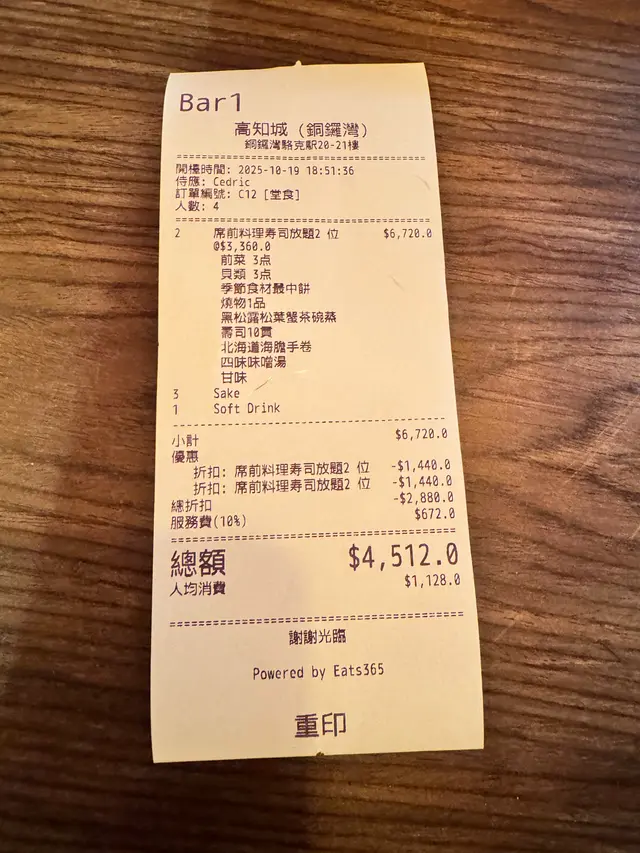 Bar1
高知城 (銅鑼灣)
銅鑼灣駱克駅20-21樓
開檯時間: 2025-10-19 18:51:36
侍應: Cedric
訂單編號: C12 [堂食]
人數: 4
2 席前料理寿司放題2 位 $6,720.0
@$3,360.0
前菜 3点
貝類 3点
季節食材最中餅
燒物1品
黑松露松葉蟹茶碗蒸
壽司10貫
北海道海膽手卷
四味味噌湯
甘味
3 Sake
1 Soft Drink
小計 $6,720.0
優惠
折扣: 席前料理寿司放題2 位 -$1,440.0
折扣: 席前料理寿司放題2 位 -$1,440.0
總折扣 -$2,880.0
服務費(10%) $672.0
總額 $4,512.0
人均消費 $1,128.0
謝謝光臨
Powered by Eats365
重印